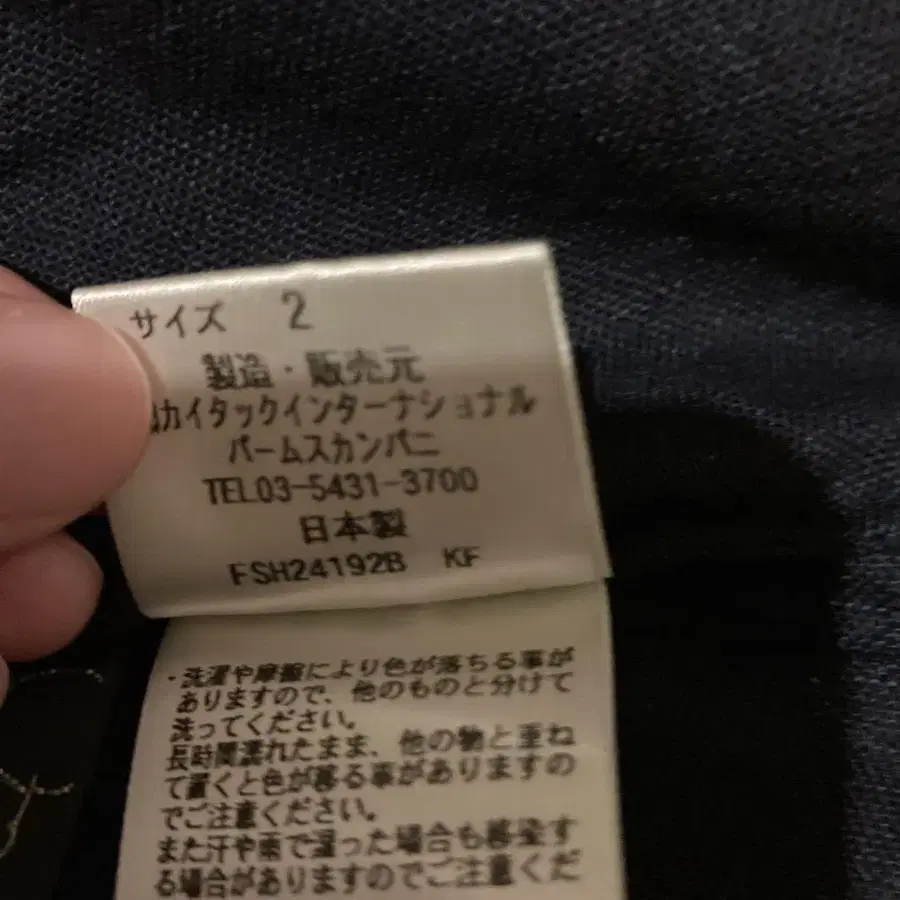 サイズ 2
製造・販売元
カイタックインターナショナル
パームスカンパニ
TEL03-5431-3700
日本製
FSH24192B KF
・洗濯や摩擦により色が落ちる事が
ありますので、他のものと分けて
洗ってください。
長時間濡れたまま、他の物と重ね
て置くと色が移る事がありますの
でご注意ください。
また汗や雨で湿った場合も移染す
る場合がありますのでご注意くだ